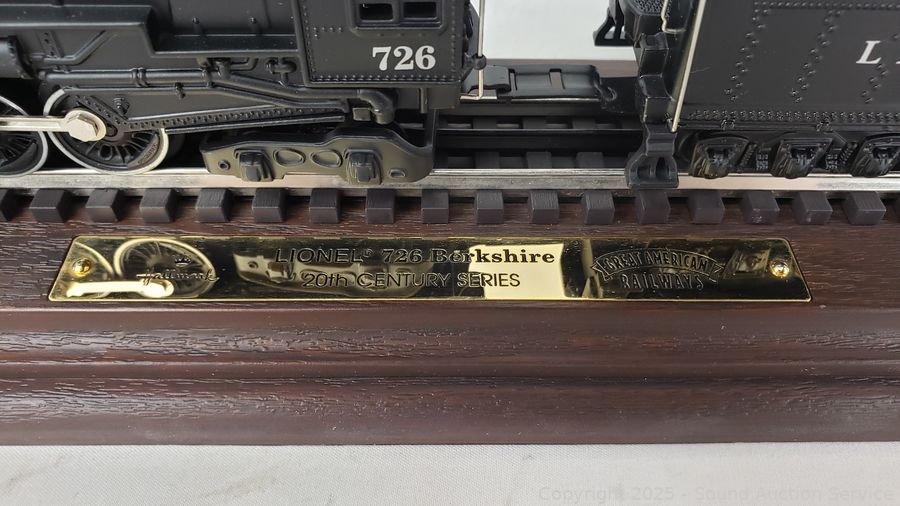 726
L
Hallmark
LIONEL® 726 Berkshire
20th CENTURY SERIES
GREAT AMERICAN
RAILWAYS
Copyright 2025 - Sound Auction Service